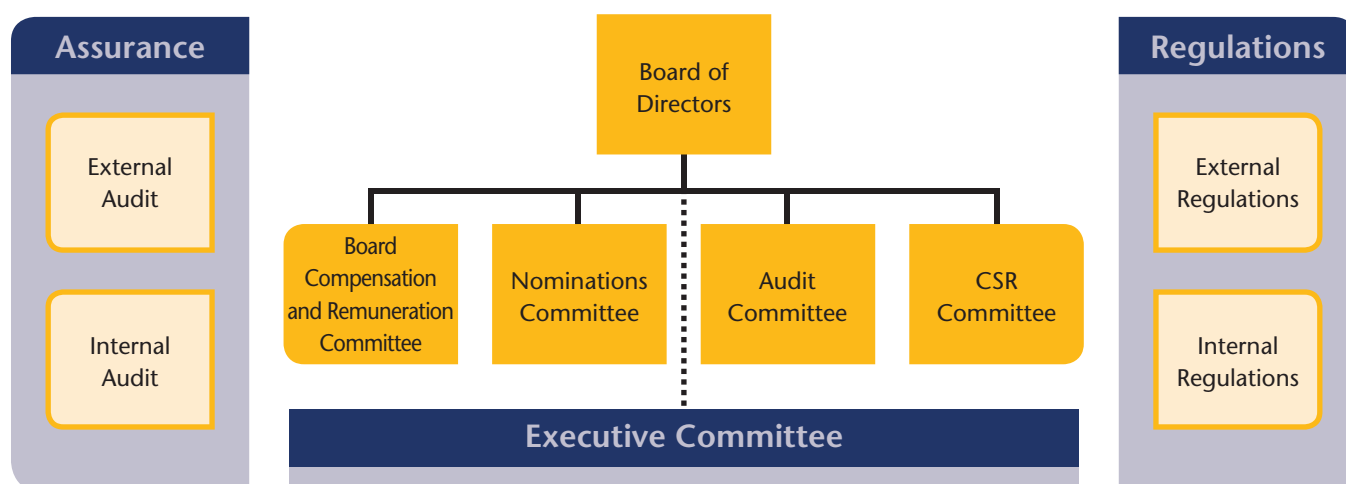 Assurance
External
Audit
Internal
Audit
Board of
Directors
Board
Compensation
and Remuneration
Committee
Nominations
Committee
Audit
Committee
CSR
Committee
Executive Committee
Regulations
External
Regulations
Internal
Regulations